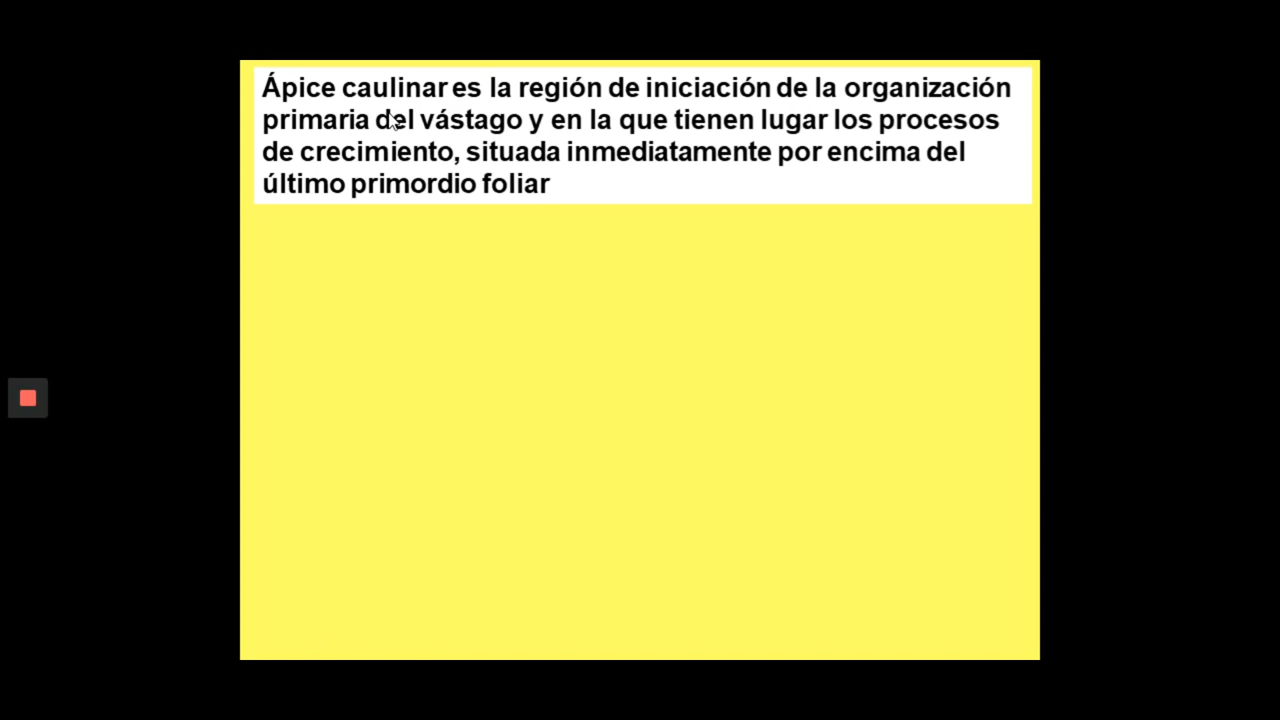 Ápice caulinar es la región de iniciación de la organización
primaria del vástago y en la que tienen lugar los procesos
de crecimiento, situada inmediatamente por encima del
último primordio foliar